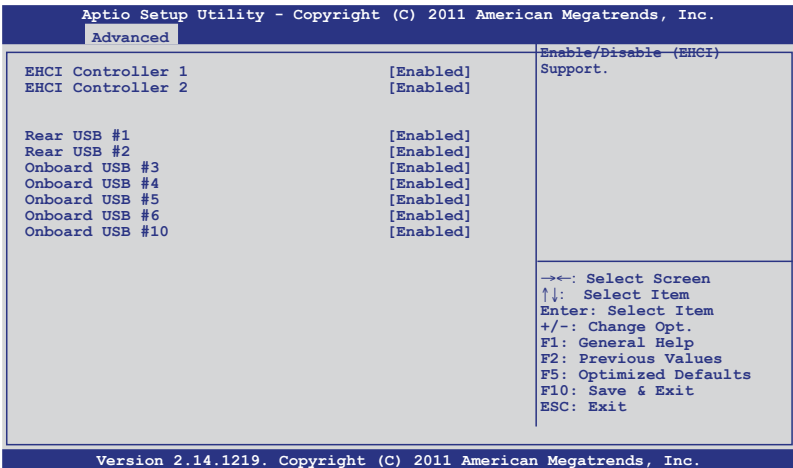 Aptio Setup Utility - Copyright (C) 2011 American Megatrends, Inc.
Advanced
EHCI Controller 1 [Enabled]
EHCI Controller 2 [Enabled]
Rear USB #1 [Enabled]
Rear USB #2 [Enabled]
Onboard USB #3 [Enabled]
Onboard USB #4 [Enabled]
Onboard USB #5 [Enabled]
Onboard USB #6 [Enabled]
Onboard USB #10 [Enabled]
Enable/Disable (EHCI)
Support.
→←: Select Screen
↑↓: Select Item
Enter: Select Item
+/-: Change Opt.
F1: General Help
F2: Previous Values
F5: Optimized Defaults
F10: Save & Exit
ESC: Exit
Version 2.14.1219. Copyright (C) 2011 American Megatrends, Inc.